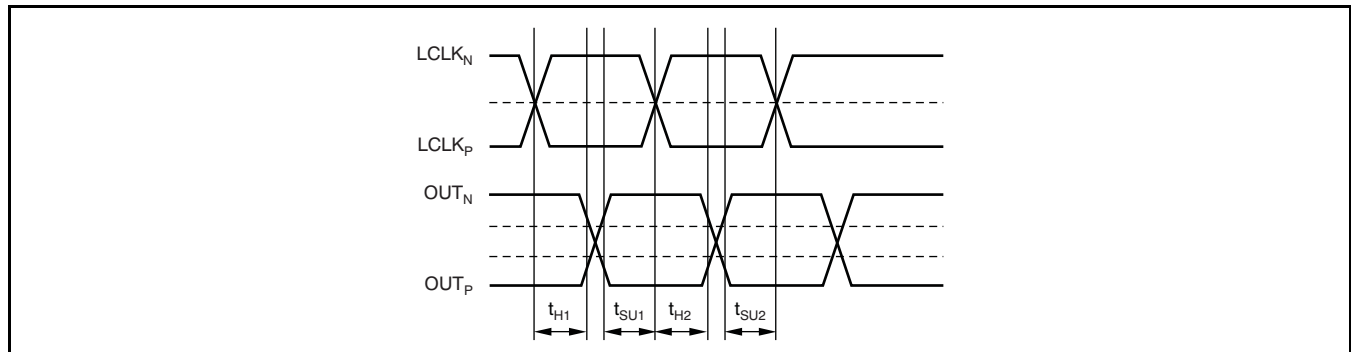 LCLKN
LCLKP
OUTN
OUTP
tH1 tSU1 tH2 tSU2